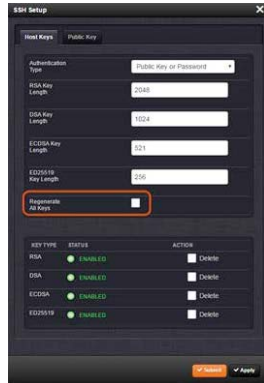 SSH Setup
Host Keys Public Key
Authentication
Type
Public Key or Password
RSA Key
Length
2048
DSA Key
Length
1024
ECDSA Key
Length
521
ED25519
Key Length
256
Regenerate
All Keys
KEY TYPE STATUS ACTION
RSA ENABLED Delete
DSA ENABLED Delete
ECDSA ENABLED Delete
ED25519 ENABLED Delete
Submit Apply